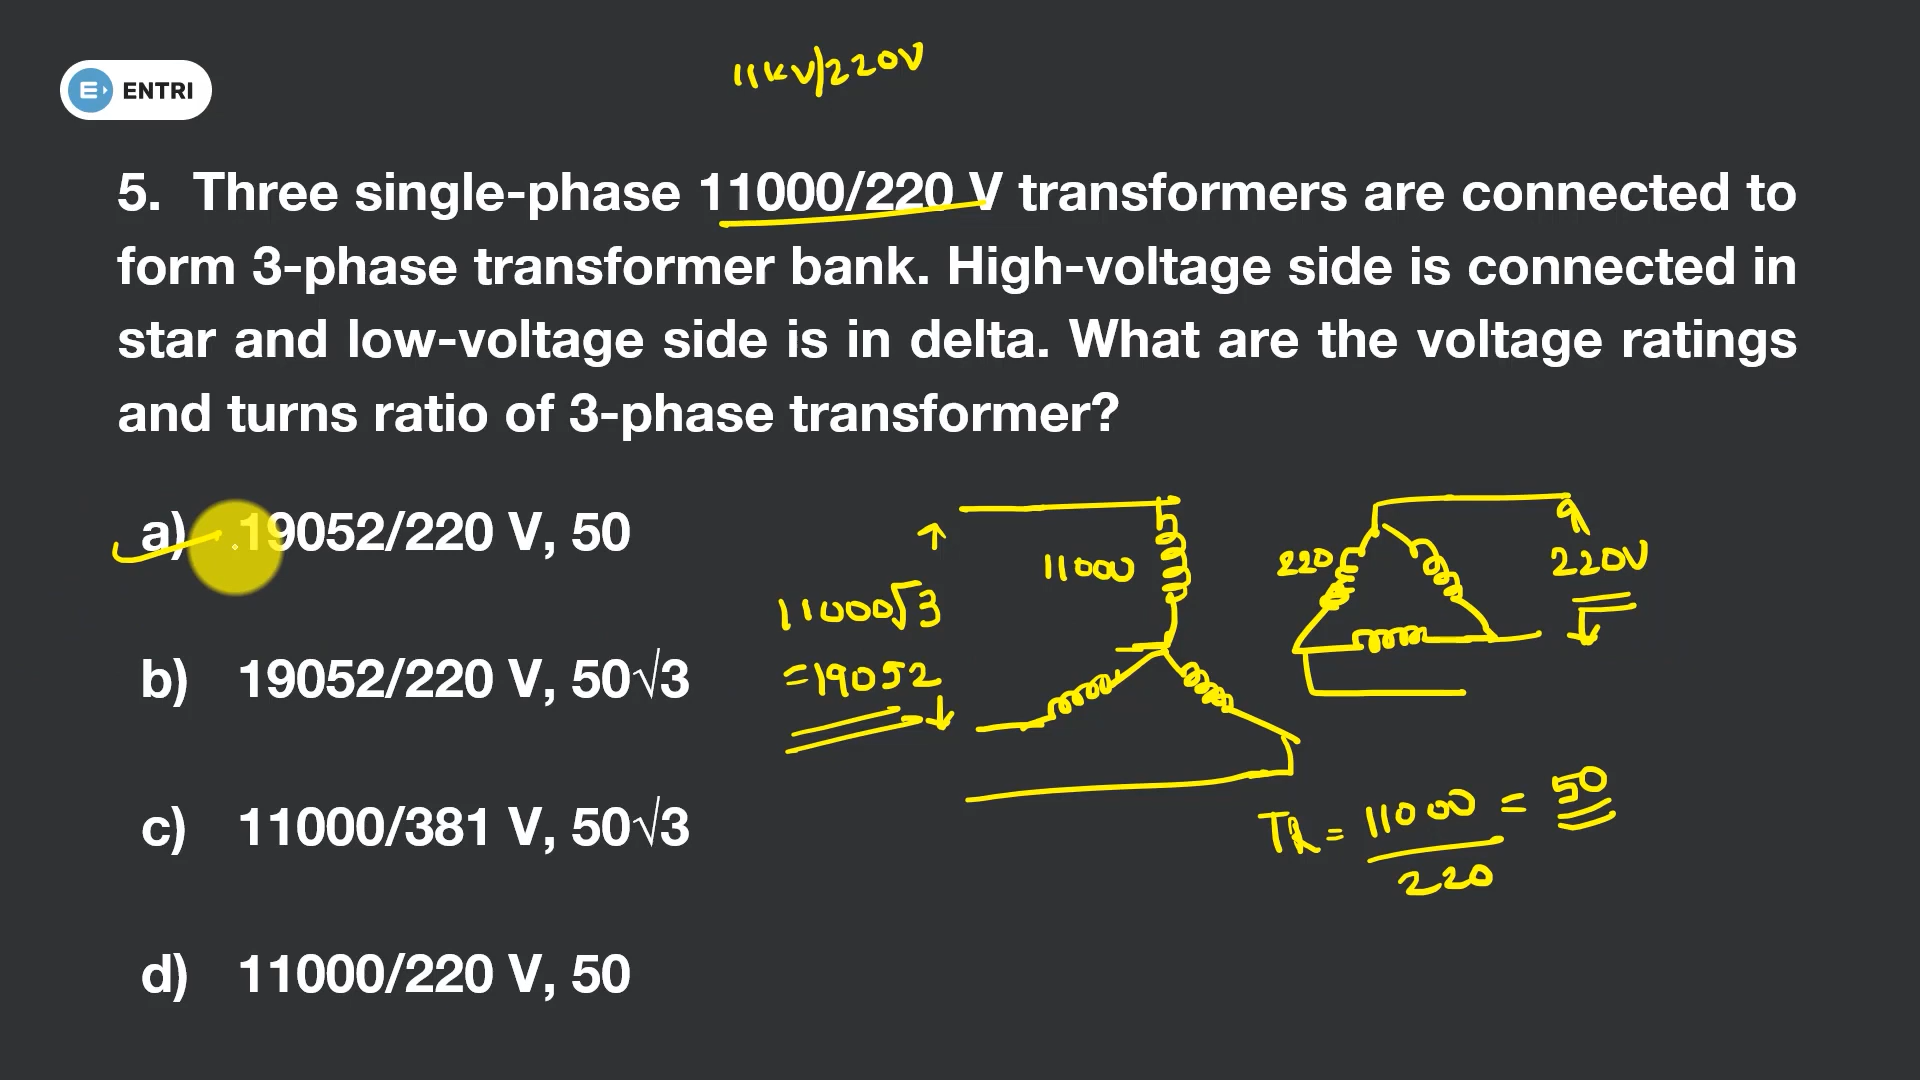 11KV/220V
ENTRI
5. Three single-phase 11000/220 V transformers are connected to
form 3-phase transformer bank. High-voltage side is connected in
star and low-voltage side is in delta. What are the voltage ratings
and turns ratio of 3-phase transformer?
a) 19052/220 V, 50
b) 19052/220 V, 50√3
c) 11000/381 V, 50√3
d) 11000/220 V, 50
11000
11000√3
=19052
220
220V
TR = 11000 = 50
220